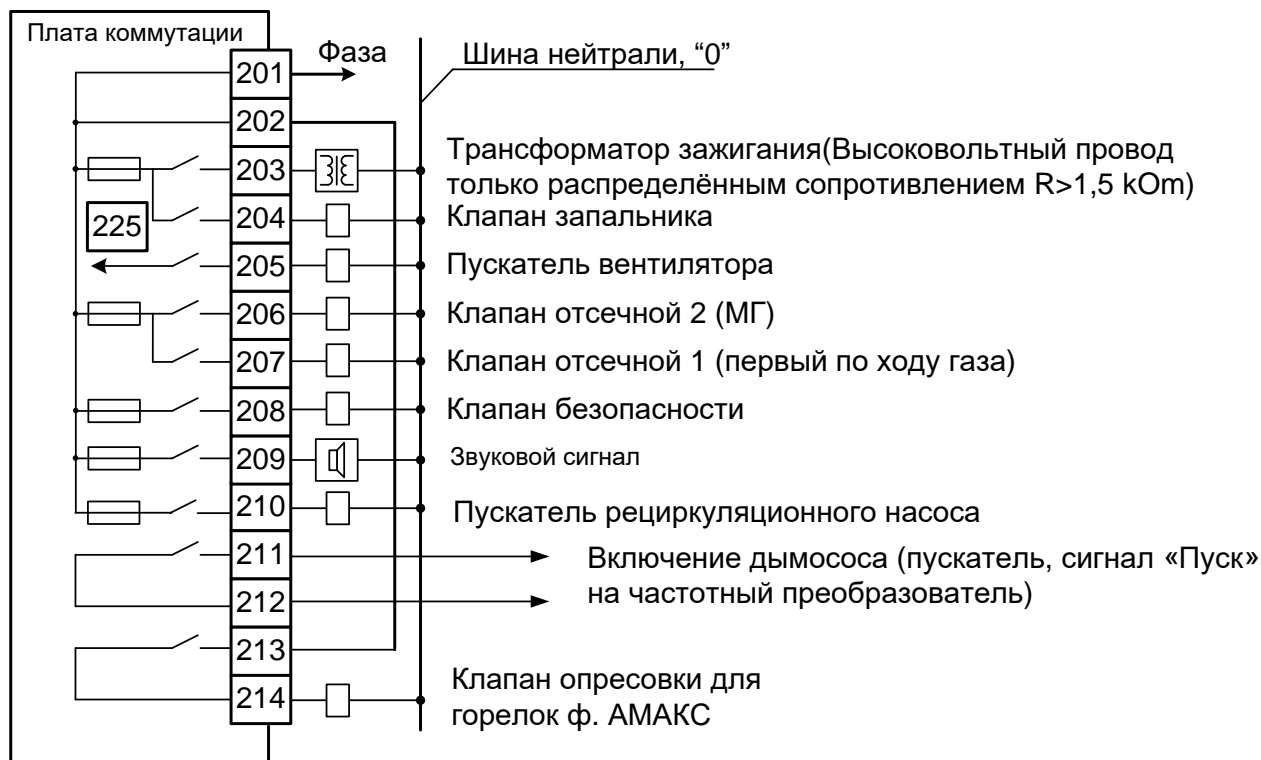 Плата коммутации
Фаза
Шина нейтрали, “0”
201
202
203
Трансформатор зажигания(Высоковольтный провод
только распределённым сопротивлением R>1,5 kOm)
204
Клапан запальника
225
205
Пускатель вентилятора
206
Клапан отсечной 2 (МГ)
207
Клапан отсечной 1 (первый по ходу газа)
208
Клапан безопасности
209
Звуковой сигнал
210
Пускатель рециркуляционного насоса
211
Включение дымососа (пускатель, сигнал «Пуск»
на частотный преобразователь)
212
213
214
Клапан опресовки для
горелок ф. АМАКС